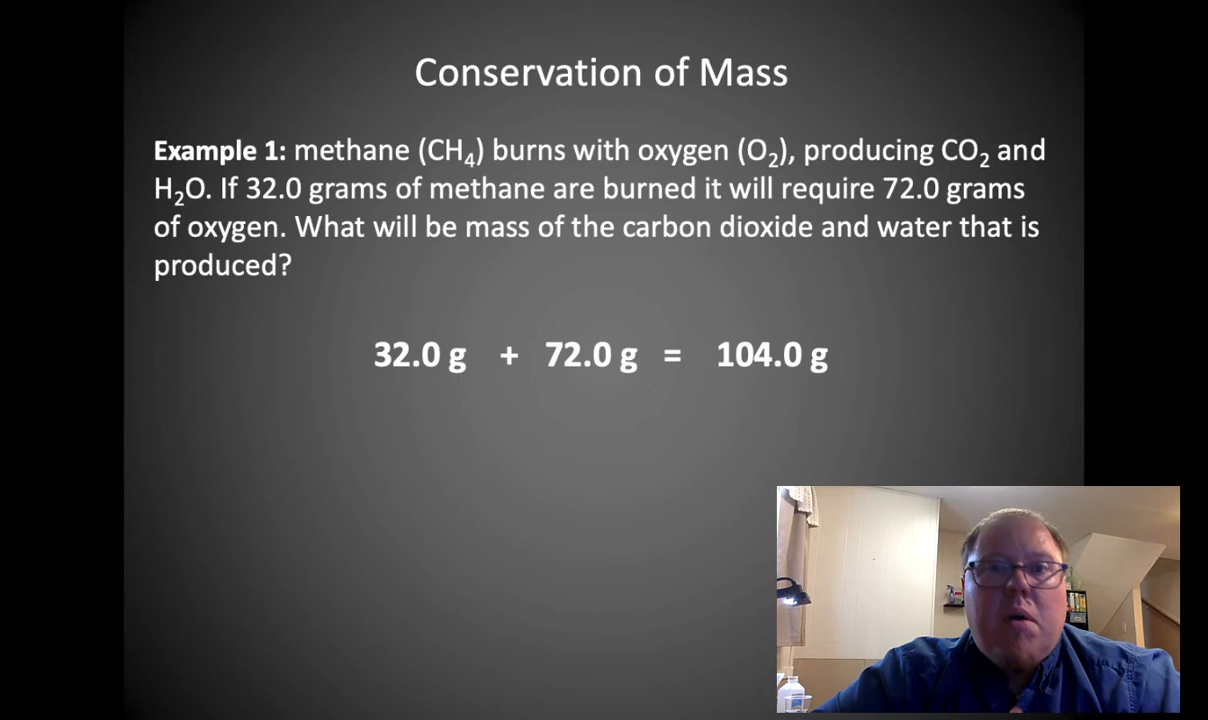 Conservation of Mass
Example 1: methane (CH₄) burns with oxygen (O₂), producing CO₂ and
H₂O. If 32.0 grams of methane are burned it will require 72.0 grams
of oxygen. What will be mass of the carbon dioxide and water that is
produced?
32.0 g + 72.0 g = 104.0 g